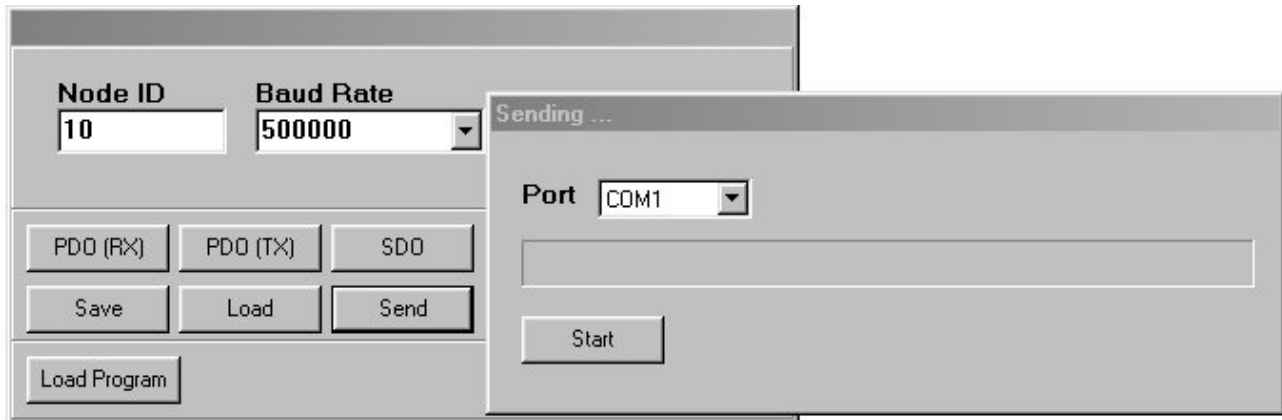 Node ID
10
Baud Rate
500000
PDO (RX)
PDO (TX)
SDO
Save
Load
Send
Load Program
Sending ...
Port
COM1
Start